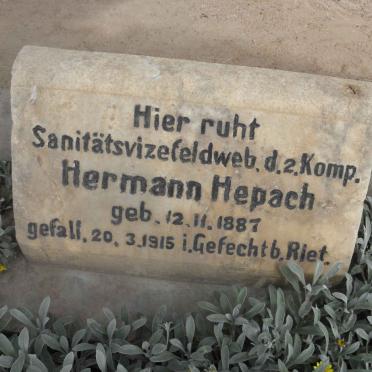 Hier ruht
Sanitätsvizefeldweb. d. 2. Komp.
Hermann Hepach
geb. 12. 11. 1887
gefall. 20. 3. 1915 i. Gefecht b. Riet.